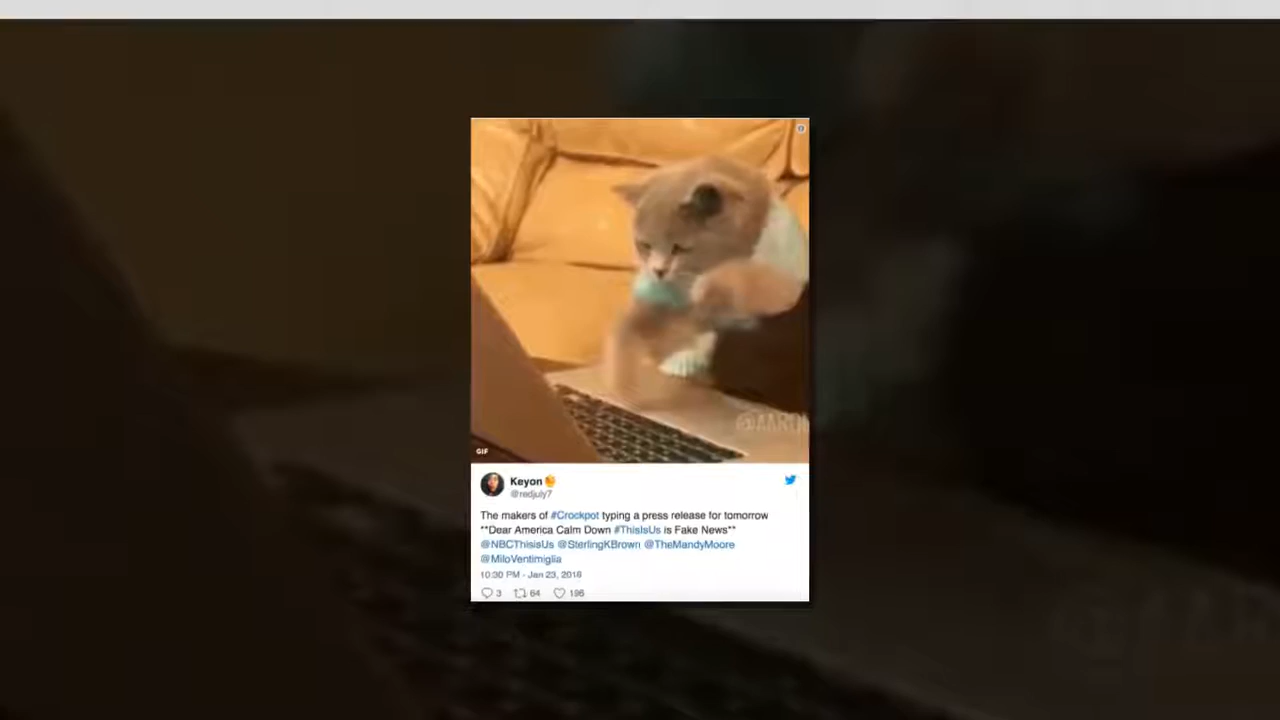 GIF
Keyon
@redjuly7
The makers of #Crockpot typing a press release for tomorrow
**Dear America Calm Down #ThisIsUs is Fake News**
@NBCThisisUs @SterlingKBrown @TheMandyMoore
@MiloVentimiglia
10:30 PM - Jan 23, 2018
3 64 196